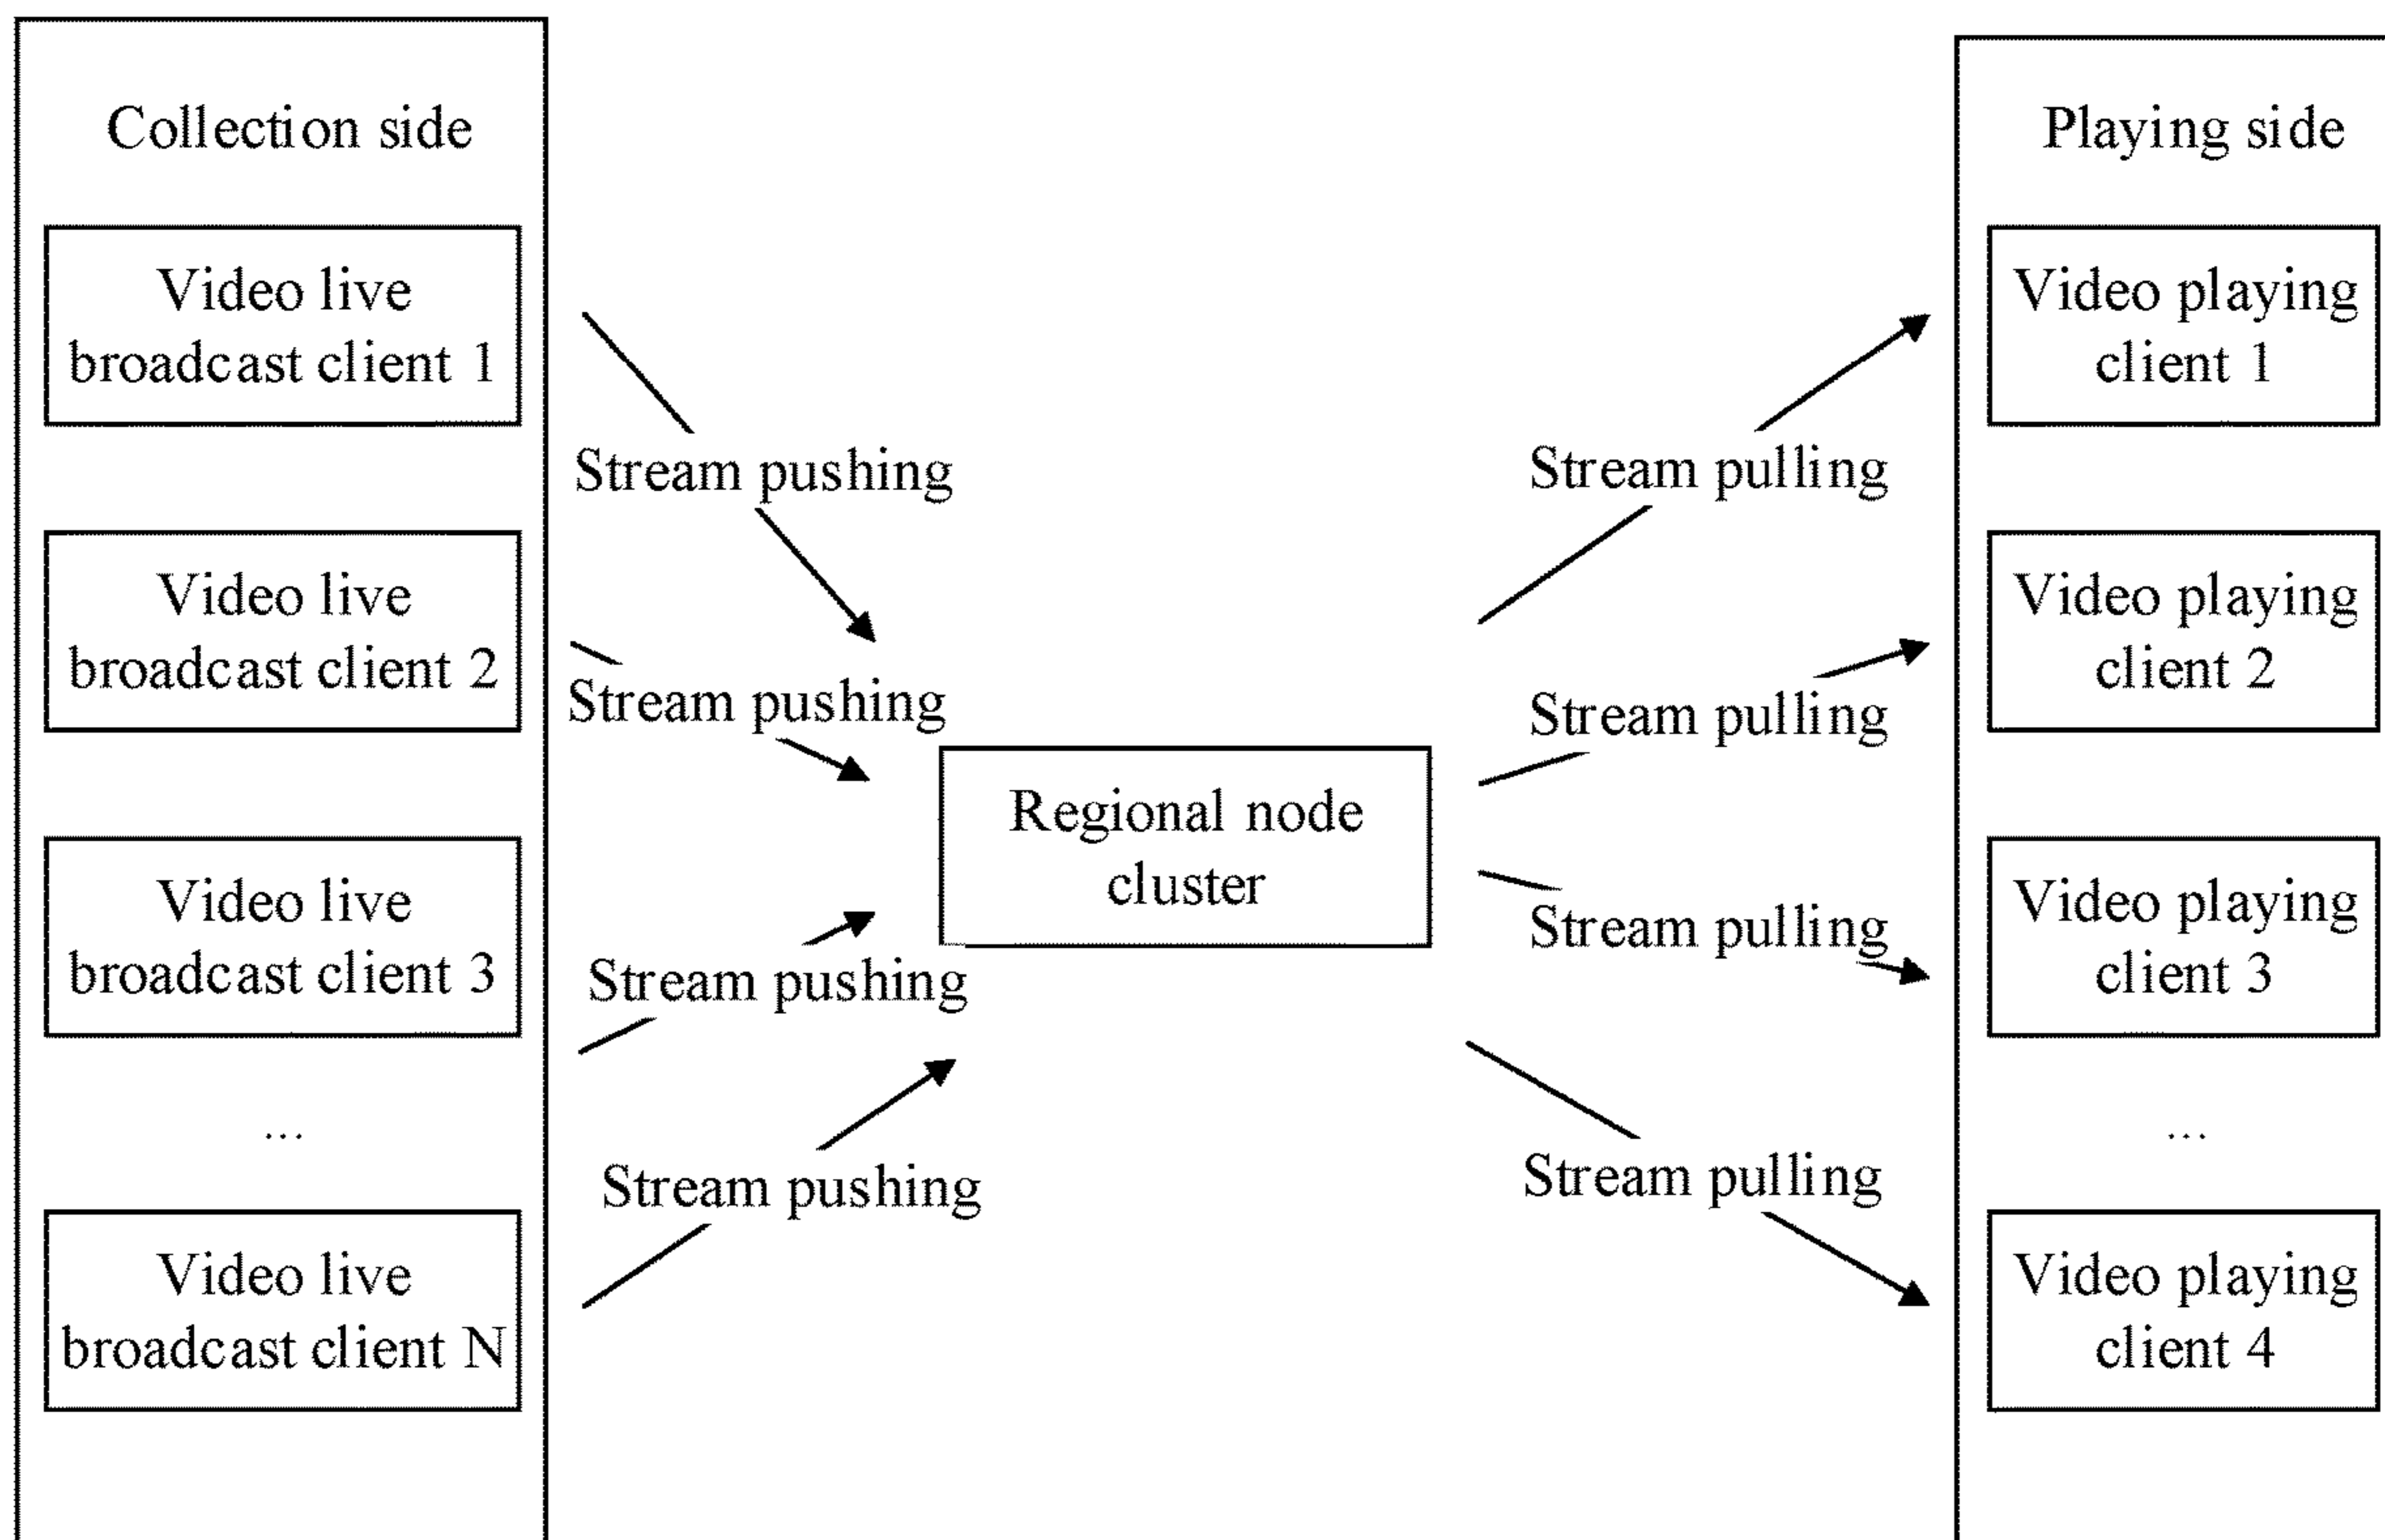 Collection side
Video live
broadcast client 1
Video live
broadcast client 2
Video live
broadcast client 3
...
Video live
broadcast client N
Stream pushing
Stream pushing
Stream pushing
Stream pushing
Regional node
cluster
Stream pulling
Stream pulling
Stream pulling
Stream pulling
Playing side
Video playing
client 1
Video playing
client 2
Video playing
client 3
...
Video playing
client 4